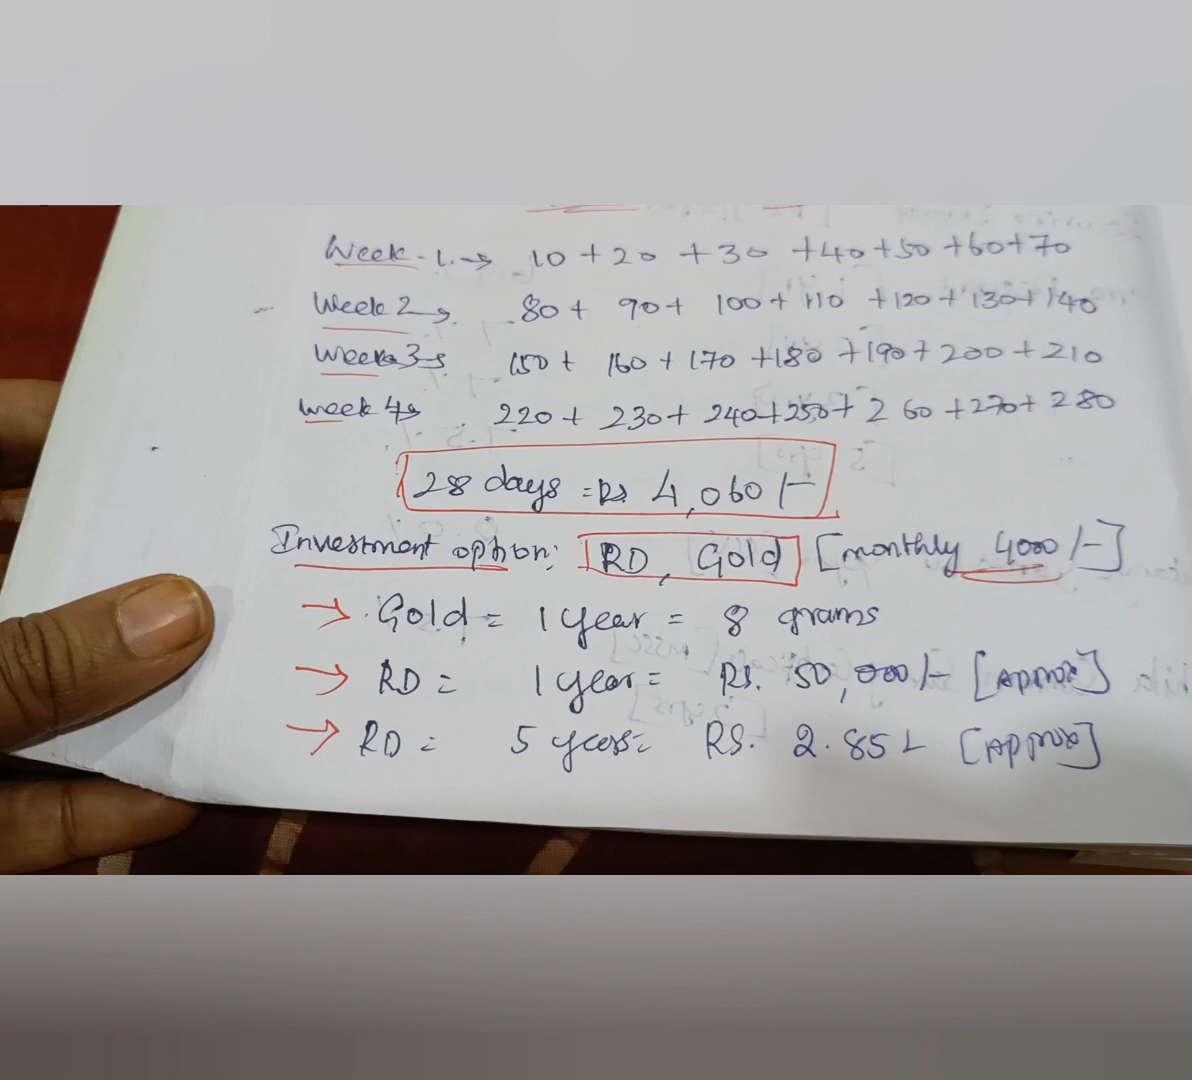 Week-1.→ 10 + 20 + 30 + 40 + 50 + 60 + 70
Week 2→ 80 + 90 + 100 + 110 + 120 + 130 + 140
Week 3→ 150 + 160 + 170 + 180 + 190 + 200 + 210
Week 4→ 220 + 230 + 240 + 250 + 260 + 270 + 280
28 days = Rs 4,060/-
Investment option: RD, Gold [monthly 4000/-]
→ Gold = 1 year = 8 grams
→ RD = 1 year = Rs. 50,000/- [Approx]
→ RD = 5 years = RS. 2.85 L [Approx]